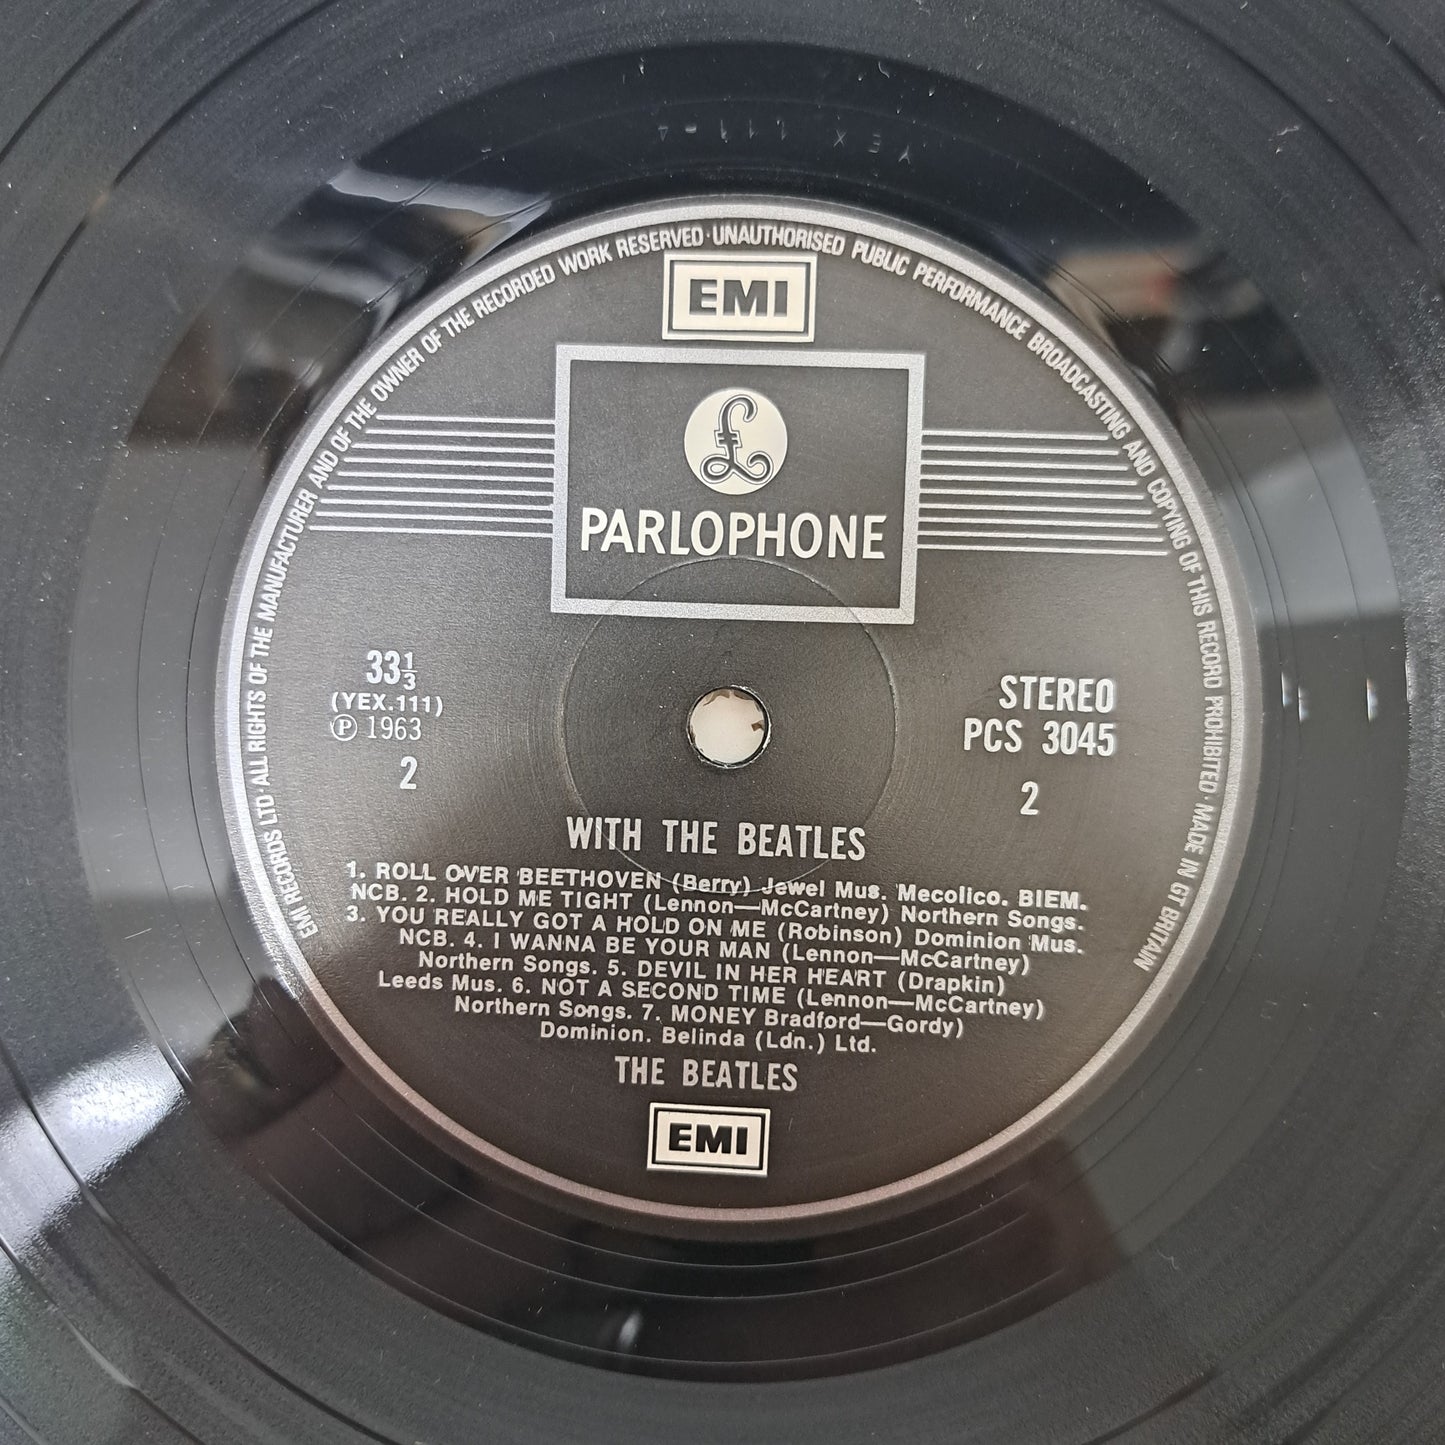 YEX 111-4
EMI RECORDS LTD·ALL RIGHTS OF THE MANUFACTURER AND OF THE OWNER OF THE RECORDED WORK RESERVED·UNAUTHORISED PUBLIC PERFORMANCE BROADCASTING AND COPYING OF THIS RECORD PROHIBITED·MADE IN GT BRITAIN
EMI
£
PARLOPHONE
33⅓
(YEX.111)
℗ 1963
2
STEREO
PCS 3045
2
WITH THE BEATLES
1. ROLL OVER BEETHOVEN (Berry) Jewel Mus. Mecolico. BIEM.
NCB. 2. HOLD ME TIGHT (Lennon—McCartney) Northern Songs.
3. YOU REALLY GOT A HOLD ON ME (Robinson) Dominion Mus.
NCB. 4. I WANNA BE YOUR MAN (Lennon—McCartney)
Northern Songs. 5. DEVIL IN HER HEART (Drapkin)
Leeds Mus. 6. NOT A SECOND TIME (Lennon—McCartney)
Northern Songs. 7. MONEY Bradford—Gordy)
Dominion. Belinda (Ldn.) Ltd.
THE BEATLES
EMI